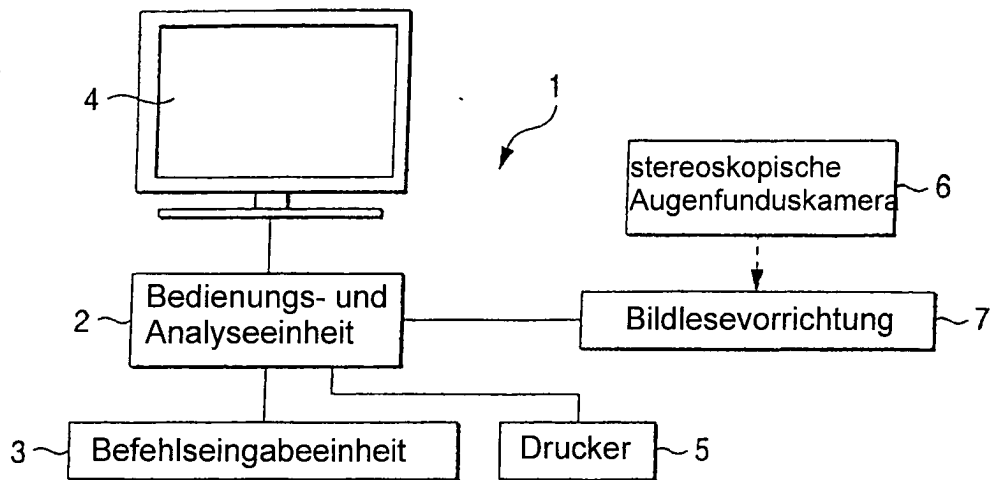 4
1
stereoskopische
Augenfunduskamera
6
2
Bedienungs- und
Analyseeinheit
Bildlesevorrichtung
7
3
Befehlseingabeeinheit
Drucker
5